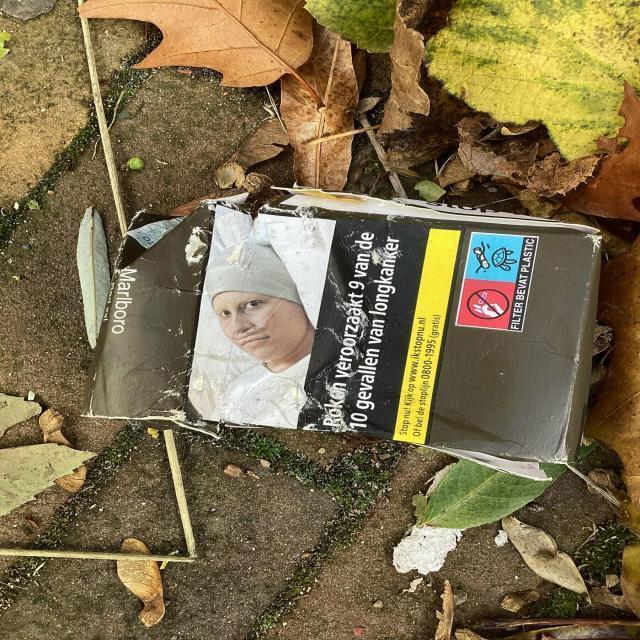 Marlboro
Roken veroorzaakt 9 van de
10 gevallen van longkanker
Stop nu! Kijk op www.ikstopnu.nl
Of bel de stoplijn 0800-1995 (gratis)
FILTER BEVAT PLASTIC